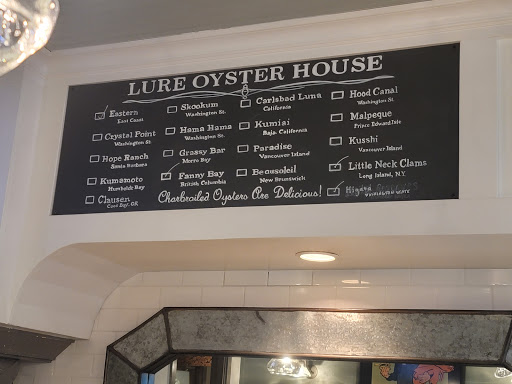 LURE OYSTER HOUSE
Eastern
East Coast
Crystal Point
Washington St.
Hope Ranch
Santa Barbara
Kumamoto
Humboldt Bay
Clausen
Coos Bay, OR
Skookum
Washington St.
Hama Hama
Washington St.
Grassy Bar
Morro Bay
Fanny Bay
British Columbia
Carlsbad Luna
California
Kumiai
Baja, California
Paradise
Vancouver Island
Beausoleil
New Brunswick
Hood Canal
Washington St.
Malpeque
Prince Edward Isle
Kusshi
Vancouver Island
Little Neck Clams
Long Island, N.Y.
Charbroiled Oysters Are Delicious!